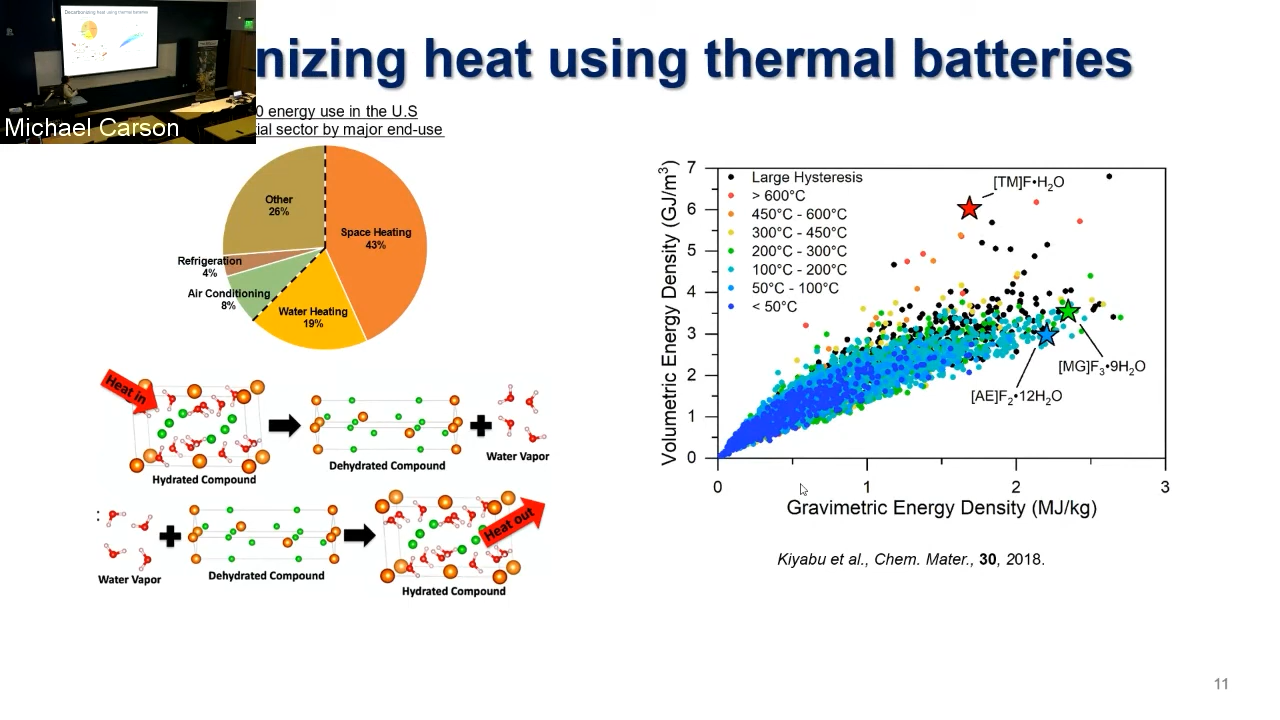 Decarbonizing heat using thermal batteries
Michael Carson
nizing heat using thermal batteries
0 energy use in the U.S
ial sector by major end-use
Other
26%
Space Heating
43%
Refrigeration
4%
Air Conditioning
8%
Water Heating
19%
Heat in
Hydrated Compound
Dehydrated Compound
Water Vapor
:
Water Vapor
Dehydrated Compound
Heat out
Hydrated Compound
Volumetric Energy Density (GJ/m³)
7
6
5
4
3
2
1
0
Large Hysteresis
> 600°C
450°C - 600°C
300°C - 450°C
200°C - 300°C
100°C - 200°C
50°C - 100°C
< 50°C
[TM]F•H₂O
[MG]F₃•9H₂O
[AE]F₂•12H₂O
0 1 2 3
Gravimetric Energy Density (MJ/kg)
Kiyabu et al., Chem. Mater., 30, 2018.
11